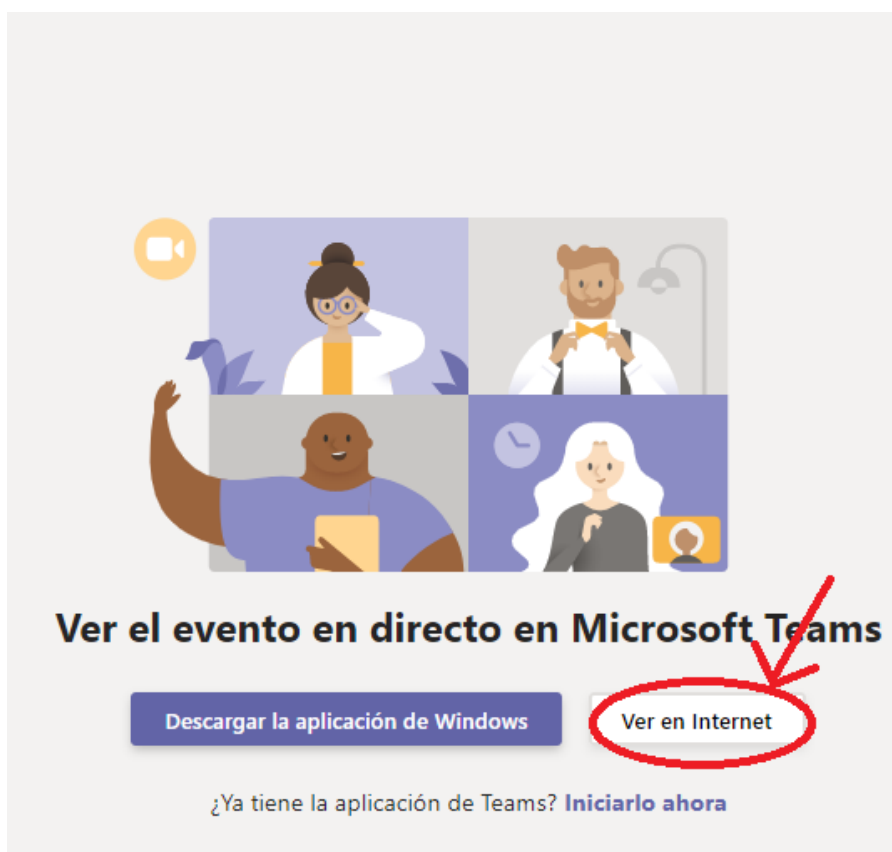 Ver el evento en directo en Microsoft Teams
Descargar la aplicación de Windows
Ver en Internet
¿Ya tiene la aplicación de Teams? Iniciarlo ahora